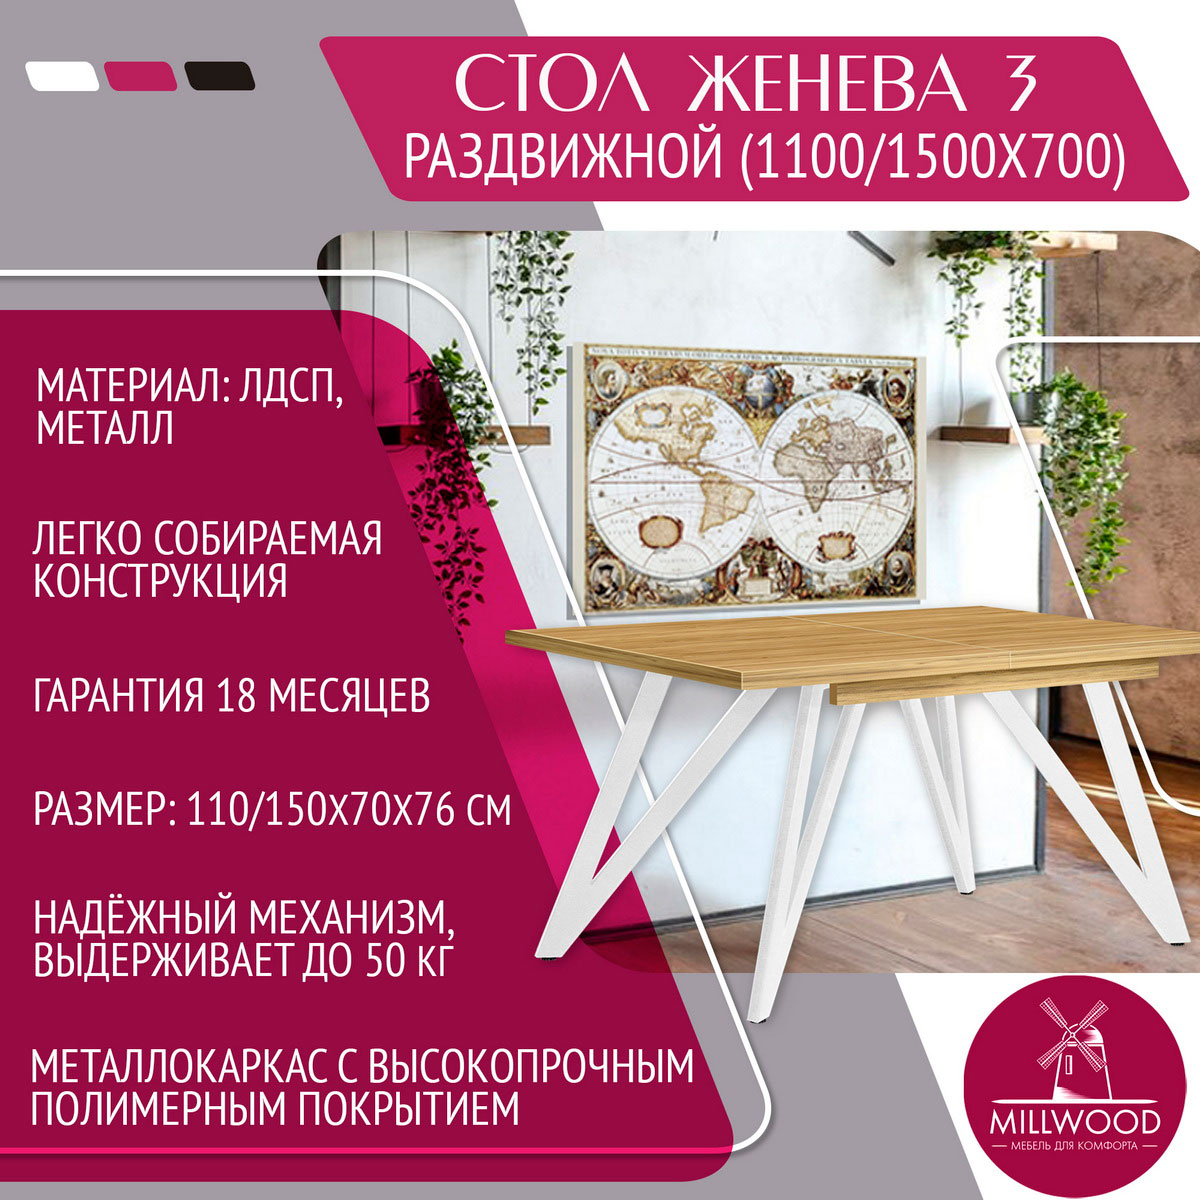 СТОЛ ЖЕНЕВА 3
РАЗДВИЖНОЙ (1100/1500Х700)
МАТЕРИАЛ: ЛДСП,
МЕТАЛЛ
ЛЕГКО СОБИРАЕМАЯ
КОНСТРУКЦИЯ
ГАРАНТИЯ 18 МЕСЯЦЕВ
РАЗМЕР: 110/150Х70Х76 СМ
НАДЁЖНЫЙ МЕХАНИЗМ,
ВЫДЕРЖИВАЕТ ДО 50 КГ
МЕТАЛЛОКАРКАС С ВЫСОКОПРОЧНЫМ
ПОЛИМЕРНЫМ ПОКРЫТИЕМ
MILLWOOD
— МЕБЕЛЬ ДЛЯ КОМФОРТА —